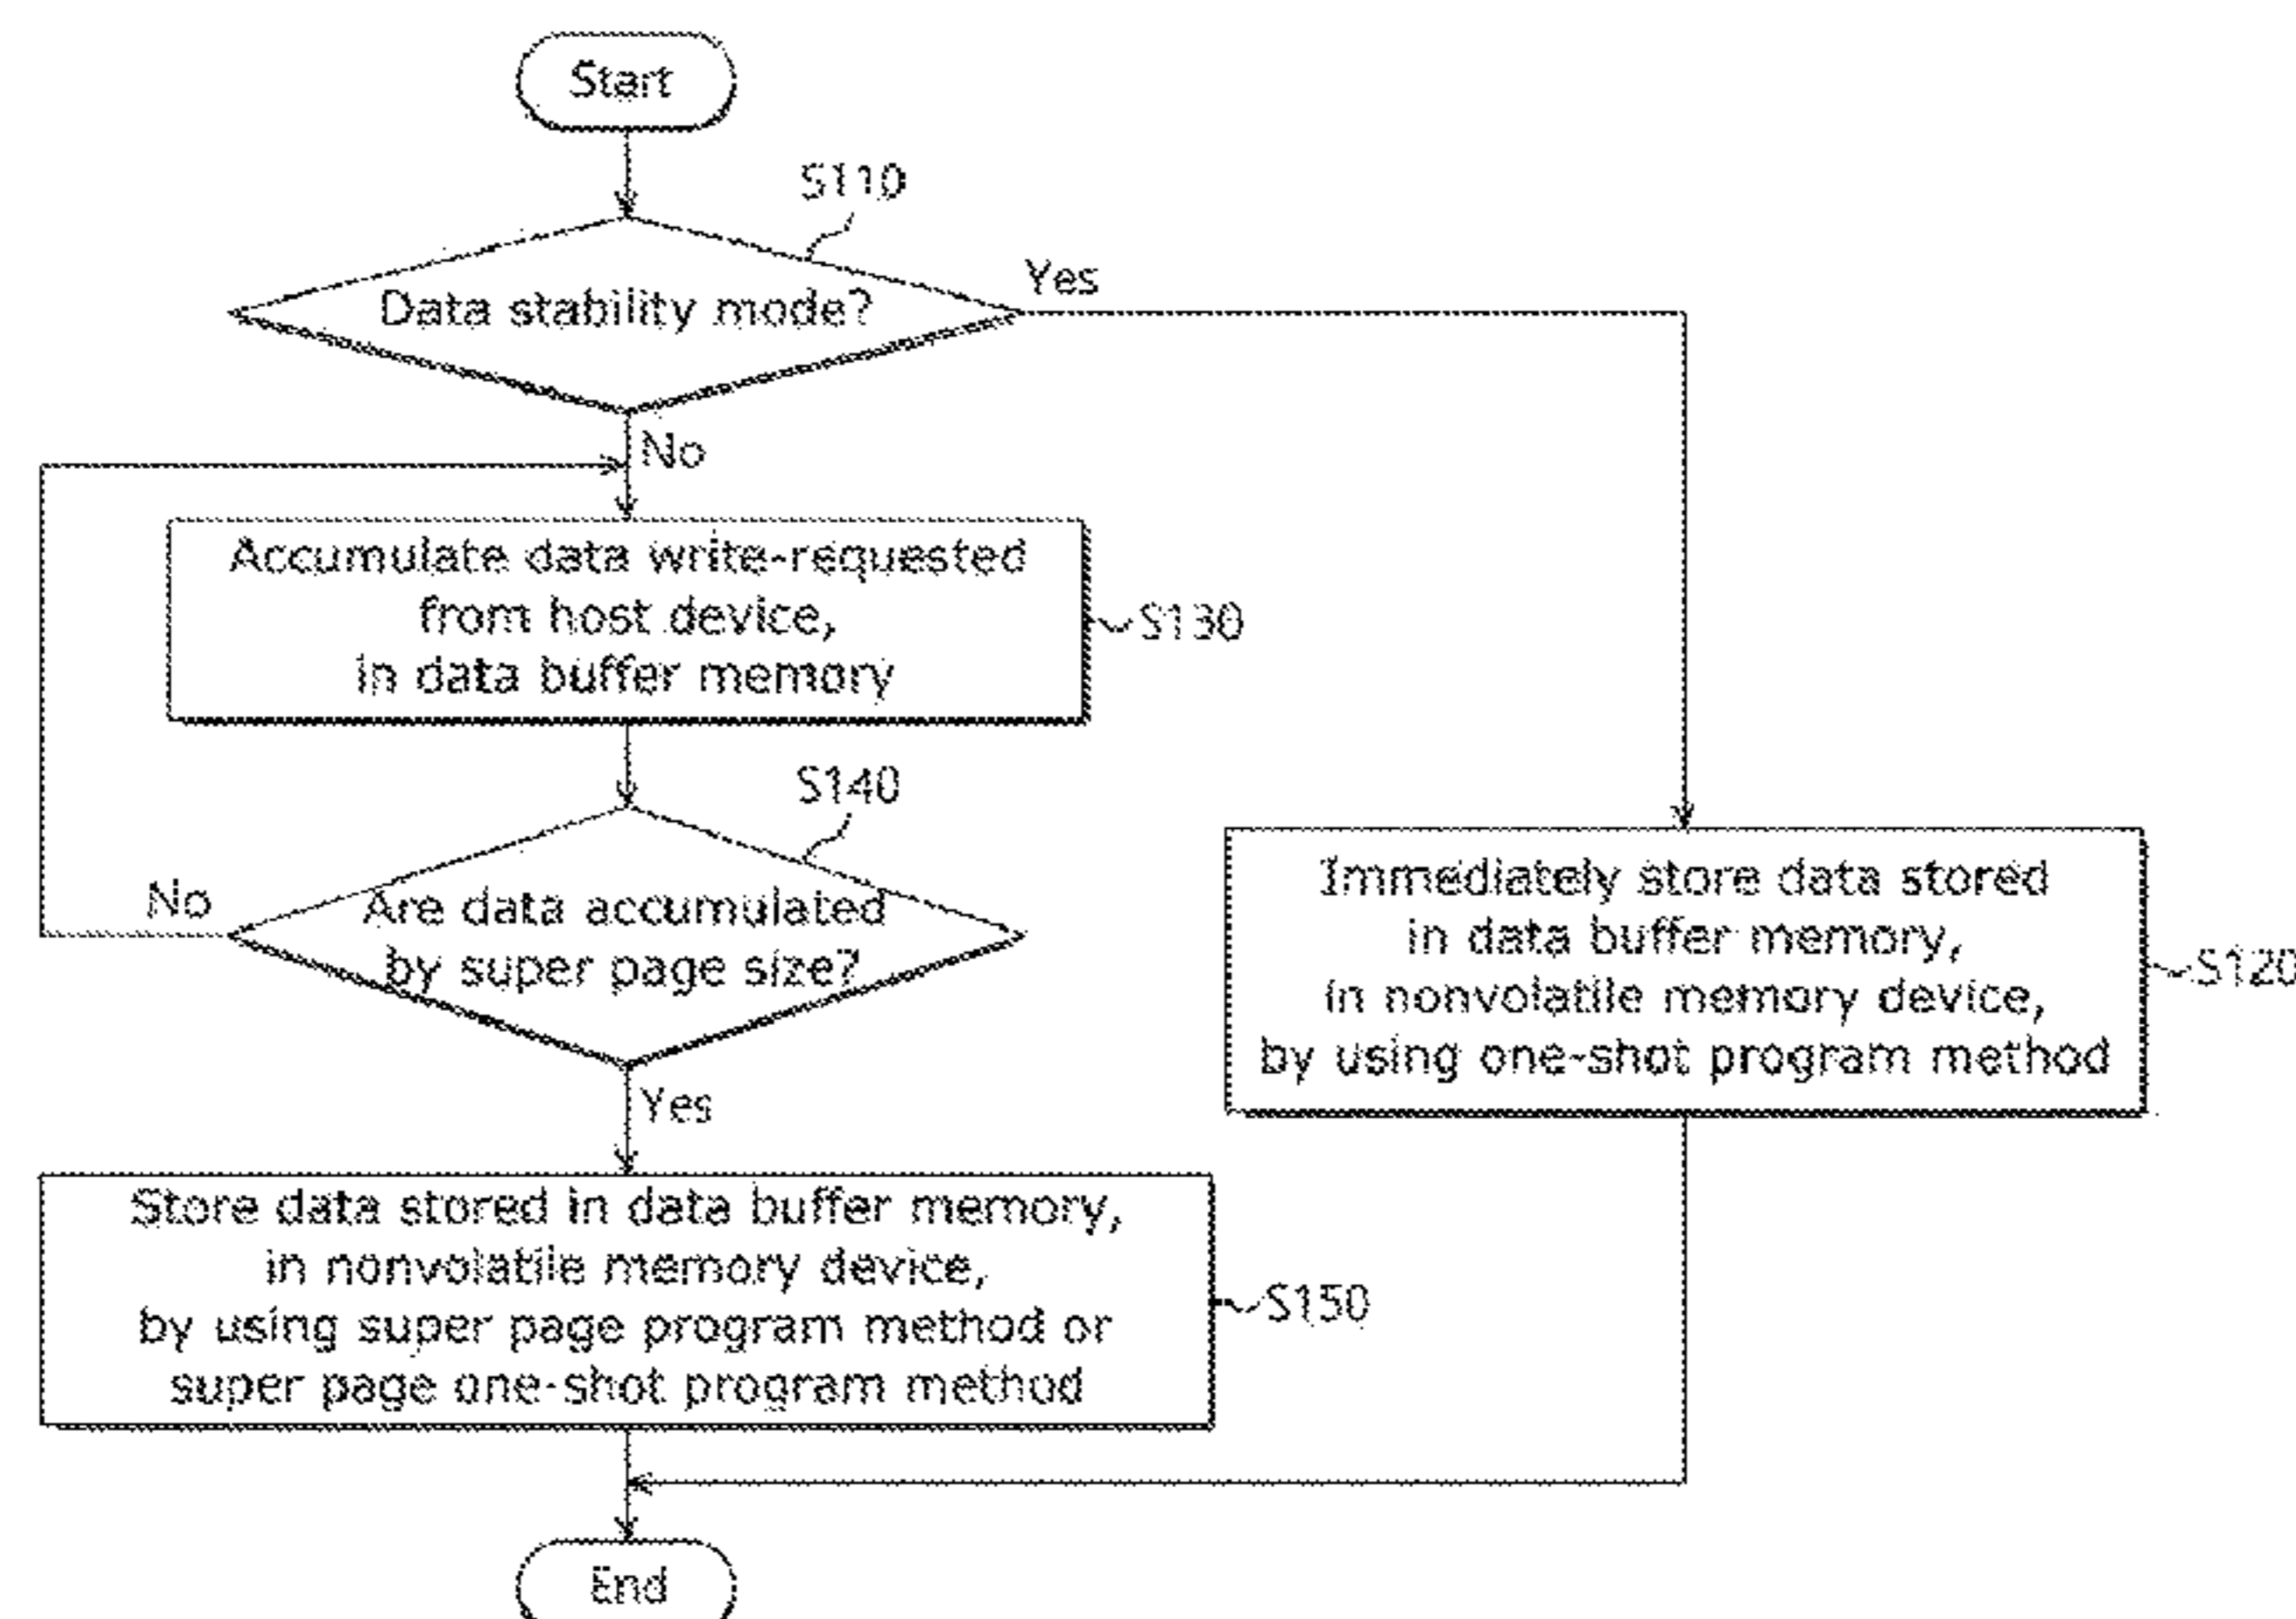 Start
S110
Data stability mode?
Yes
No
Accumulate data write-requested
from host device,
in data buffer memory
S130
S140
No
Are data accumulated
by super page size?
Yes
Immediately store data stored
in data buffer memory,
in nonvolatile memory device,
by using one-shot program method
S120
Store data stored in data buffer memory,
in nonvolatile memory device,
by using super page program method or
super page one-shot program method
S150
End